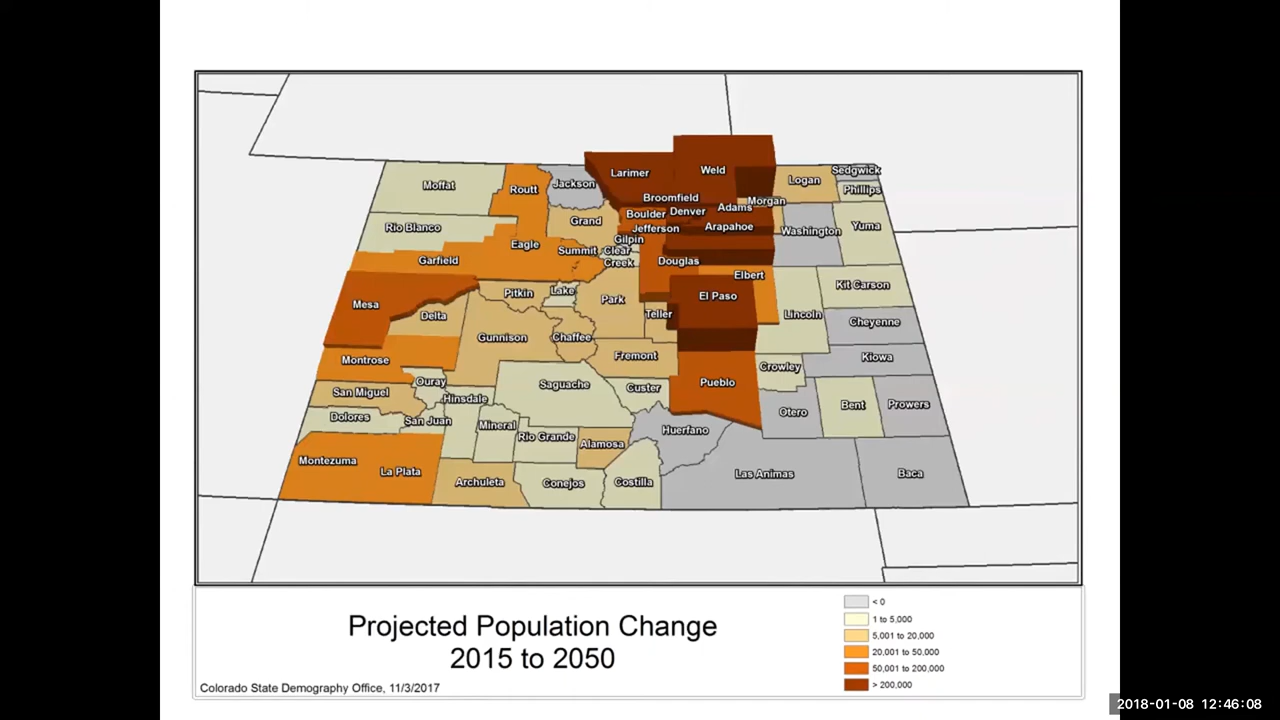 Moffat
Routt
Jackson
Larimer
Weld
Logan
Sedgwick
Phillips
Broomfield
Morgan
Boulder
Denver
Adams
Rio Blanco
Grand
Jefferson
Arapahoe
Washington
Yuma
Gilpin
Eagle
Summit
Clear
Creek
Garfield
Douglas
Elbert
Kit Carson
Mesa
Pitkin
Lake
Park
El Paso
Delta
Teller
Lincoln
Cheyenne
Gunnison
Chaffee
Montrose
Fremont
Kiowa
Crowley
Ouray
Saguache
Custer
Pueblo
San Miguel
Hinsdale
Otero
Bent
Prowers
Dolores
San Juan
Mineral
Rio Grande
Alamosa
Huerfano
Montezuma
La Plata
Archuleta
Conejos
Costilla
Las Animas
Baca
Projected Population Change
2015 to 2050
Colorado State Demography Office, 11/3/2017
< 0
1 to 5,000
5,001 to 20,000
20,001 to 50,000
50,001 to 200,000
> 200,000
2018-01-08 12:46:08